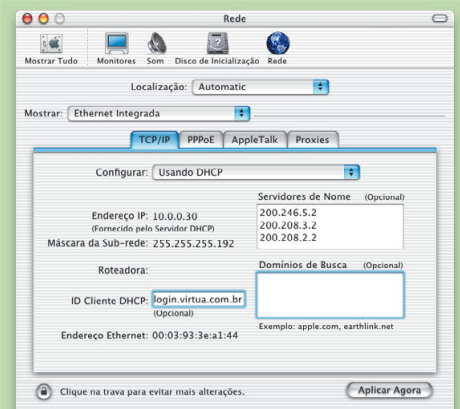 Rede
Mostrar Tudo
Monitores
Som
Disco de Inicialização
Rede
Localização: Automatic
Mostrar: Ethernet Integrada
TCP/IP
PPPoE
AppleTalk
Proxies
Configurar: Usando DHCP
Servidores de Nome (Opcional)
200.246.5.2
200.208.3.2
200.208.2.2
Endereço IP: 10.0.0.30
(Fornecido pelo Servidor DHCP)
Máscara da Sub-rede: 255.255.255.192
Roteadora:
Domínios de Busca (Opcional)
ID Cliente DHCP: login.virtua.com.br
(Opcional)
Exemplo: apple.com, earthlink.net
Endereço Ethernet: 00:03:93:3e:a1:44
Clique na trava para evitar mais alterações.
Aplicar Agora